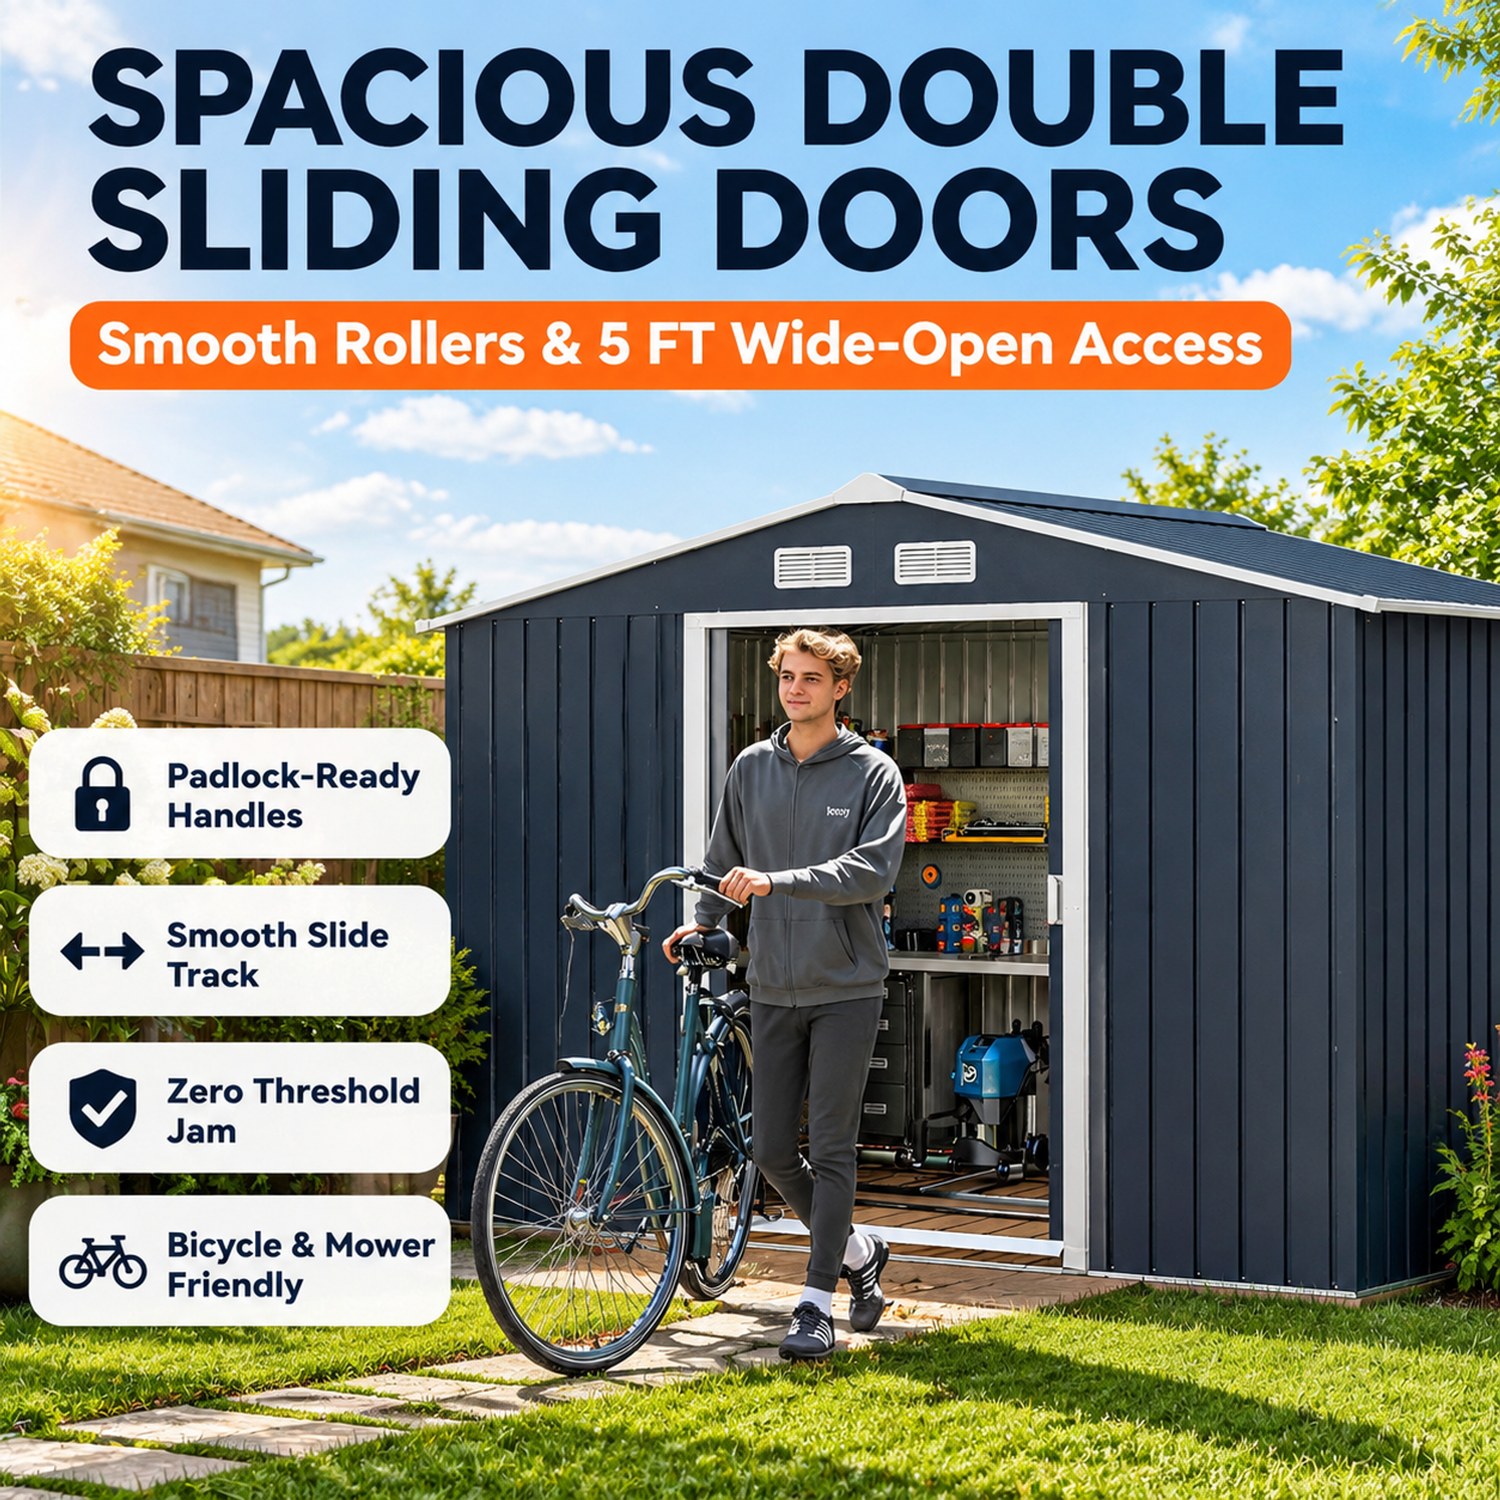 SPACIOUS DOUBLE
SLIDING DOORS
Smooth Rollers & 5 FT Wide-Open Access
Padlock-Ready
Handles
Smooth Slide
Track
Zero Threshold
Jam
Bicycle & Mower
Friendly